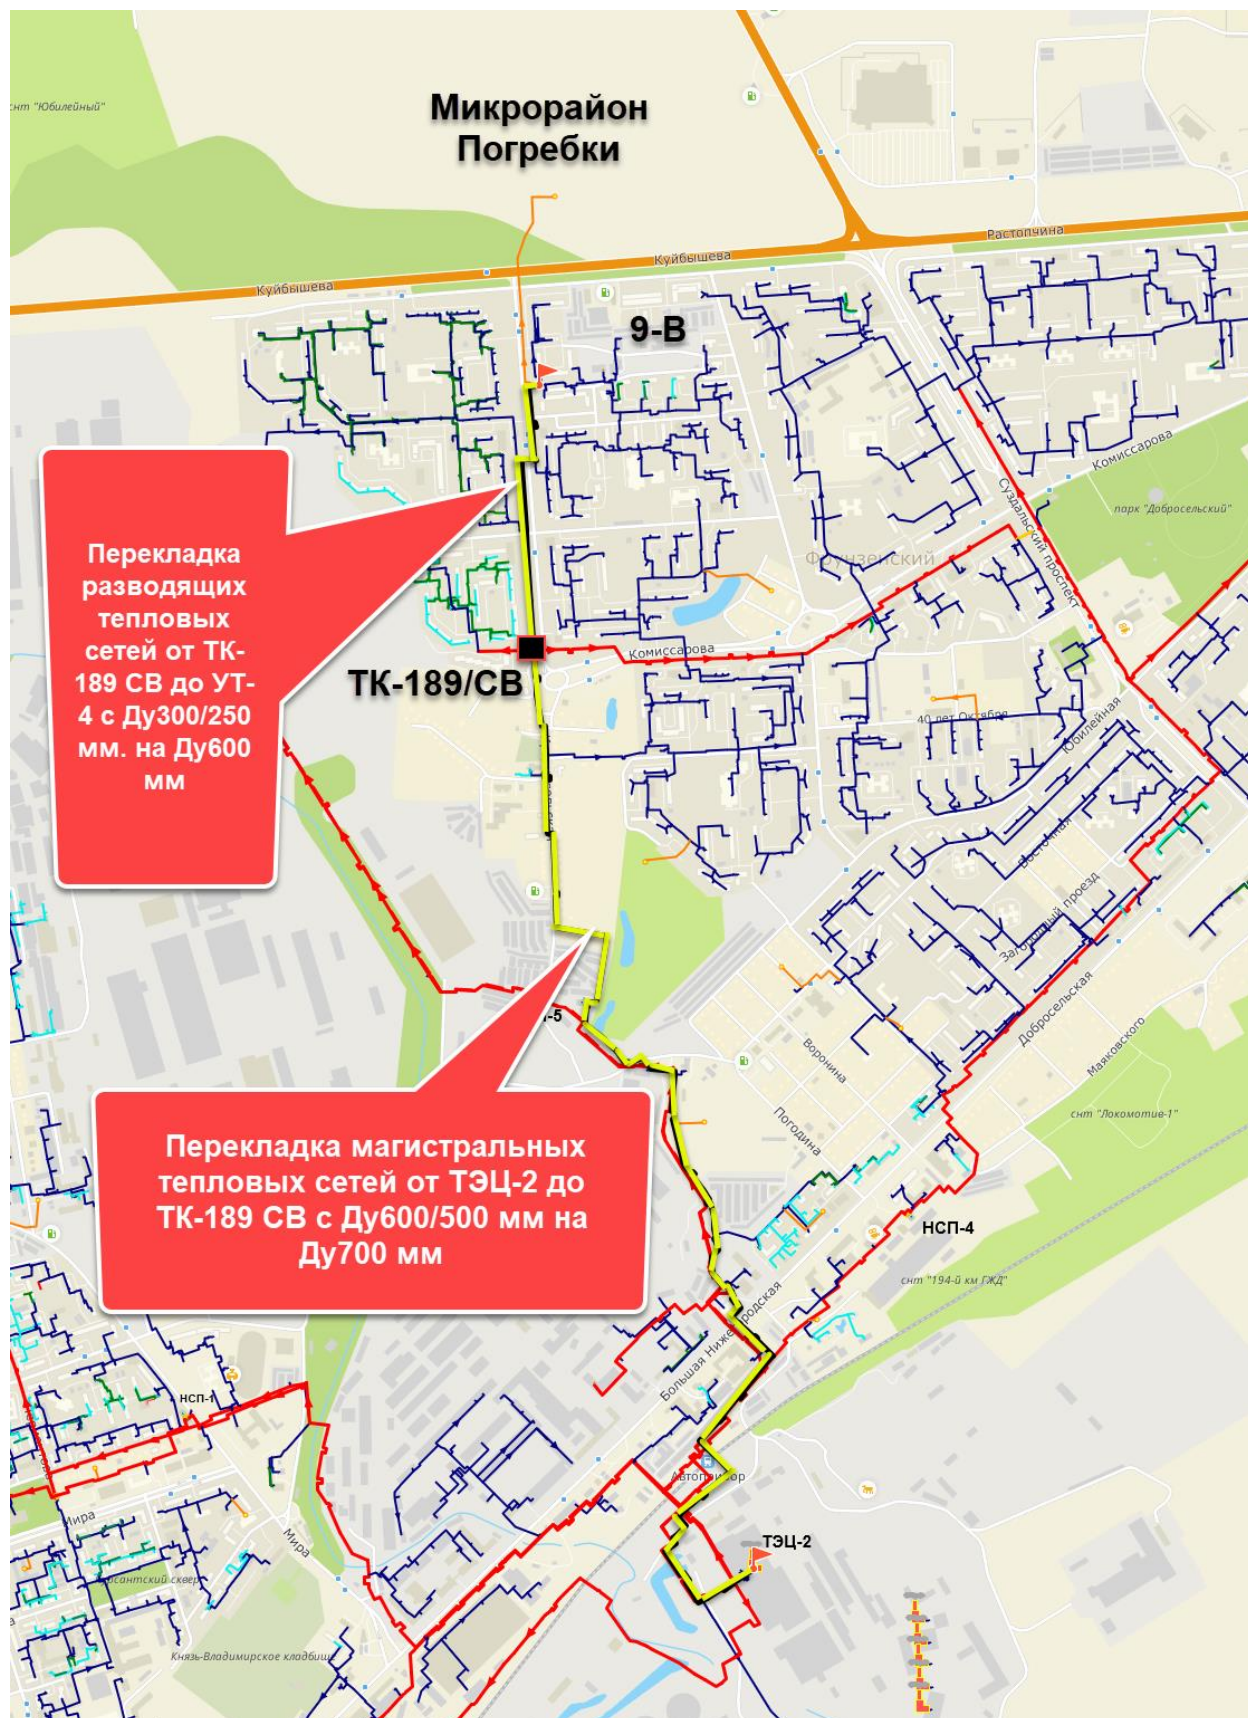 снт "Юбилейный"
Микрорайон
Погребки
Растопчина
Куйбышева
Куйбышева
9-В
Комиссарова
парк "Добросельский"
Суздальский проспект
Фрунзенский
Перекладка
разводящих
тепловых
сетей от ТК-
189 СВ до УТ-
4 с Ду300/250
мм. на Ду600
мм
Комиссарова
ТК-189/СВ
40 лет Октября
Юбилейная
Восточная
Загородный проезд
Добросельская
Маяковского
Воронина
Погодина
снт "Локомотив-1"
Перекладка магистральных
тепловых сетей от ТЭЦ-2 до
ТК-189 СВ с Ду600/500 мм на
Ду700 мм
НСП-4
снт "194-й км ГЖД"
Большая Нижегородская
НСП-1
Автоприбор
Мира
Мира
ТЭЦ-2
Князь-Владимирское кладбище